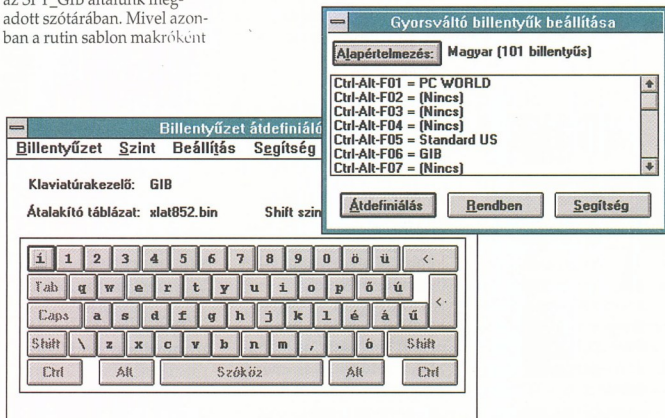 az SPT_GIB általunk meg-
adott szótárában. Mivel azon-
ban a rutin sablon makróként
Gyorsváltó billentyűk beállítása
Alapértelmezés: Magyar (101 billentyűs)
Ctrl-Alt-F01 = PC WORLD
Ctrl-Alt-F02 = (Nincs)
Ctrl-Alt-F03 = (Nincs)
Ctrl-Alt-F04 = (Nincs)
Ctrl-Alt-F05 = Standard US
Ctrl-Alt-F06 = GIB
Ctrl-Alt-F07 = (Nincs)
Átdefiniálás Rendben Segítség
Billentyűzet átdefiniáló
Billentyűzet Szint Beállítás Segítség
Klaviatúrakezelő: GIB
Átalakító táblázat: xlat852.bin Shift szin
í 1 2 3 4 5 6 7 8 9 0 ö ü <·
Tab q w e r t y u i o p ő ú <·
Caps a s d f g h j k l é á ű
Shift \ z x c v b n m , . ó Shift
Ctrl Alt Szóköz Alt Ctrl